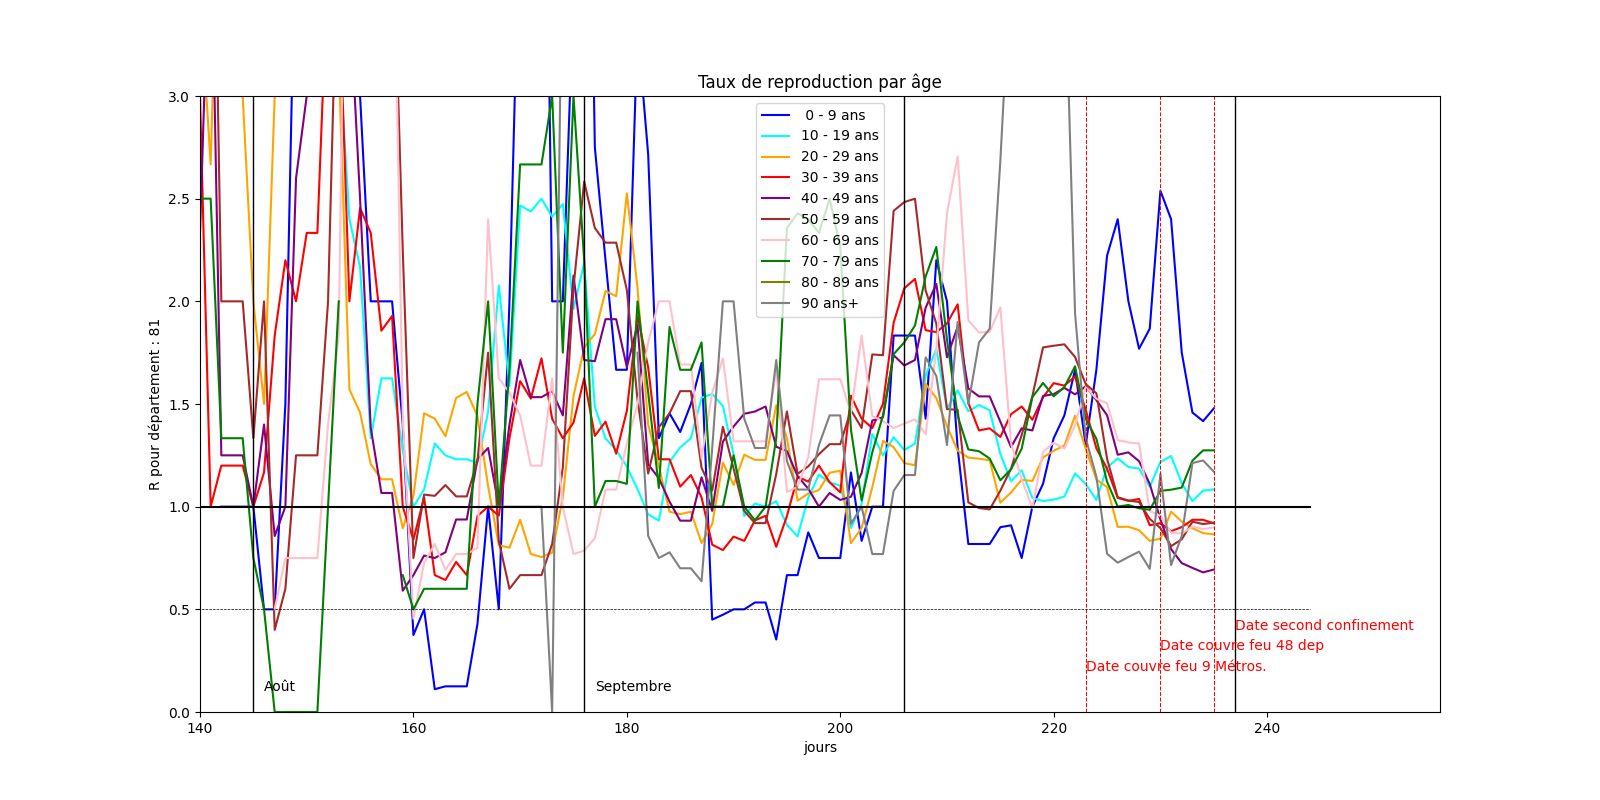 Taux de reproduction par âge
R pour département : 81
3.0
2.5
2.0
1.5
1.0
0.5
0.0
0 - 9 ans
10 - 19 ans
20 - 29 ans
30 - 39 ans
40 - 49 ans
50 - 59 ans
60 - 69 ans
70 - 79 ans
80 - 89 ans
90 ans+
Date second confinement
Date couvre feu 48 dep
Date couvre feu 9 Métros.
Août
Septembre
140
160
180
200
220
240
jours